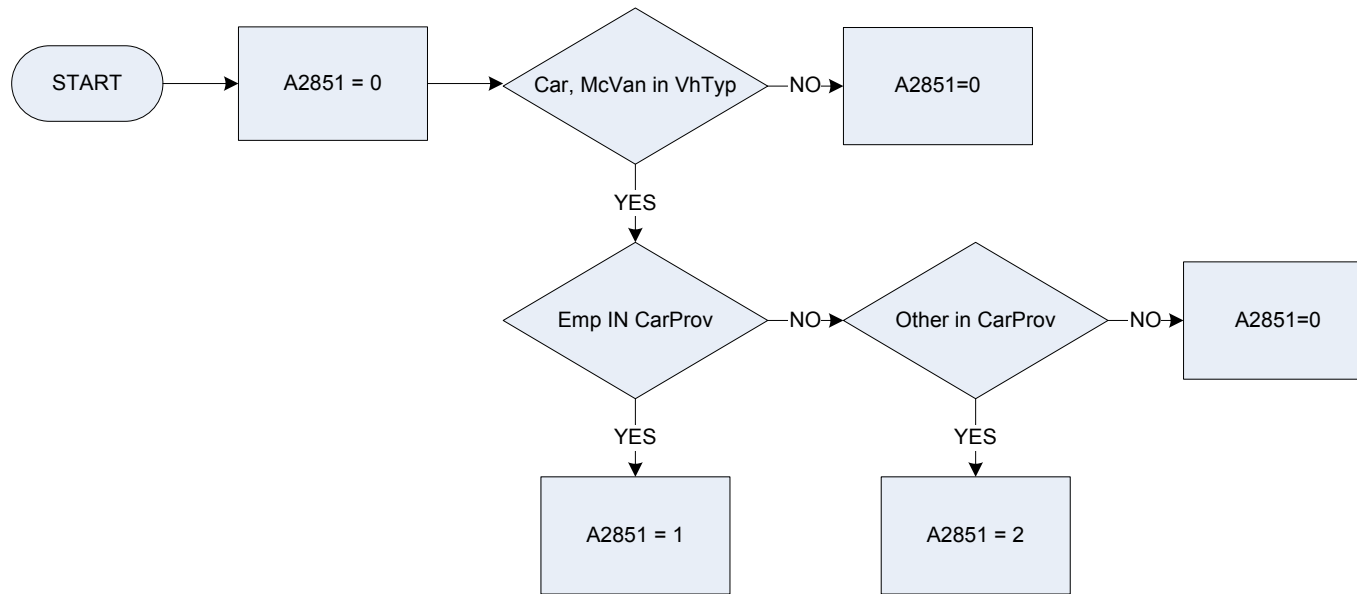 START
A2851 = 0
Car, McVan in VhTyp
NO
A2851=0
YES
Emp IN CarProv
NO
Other in CarProv
NO
A2851=0
YES
YES
A2851 = 1
A2851 = 2